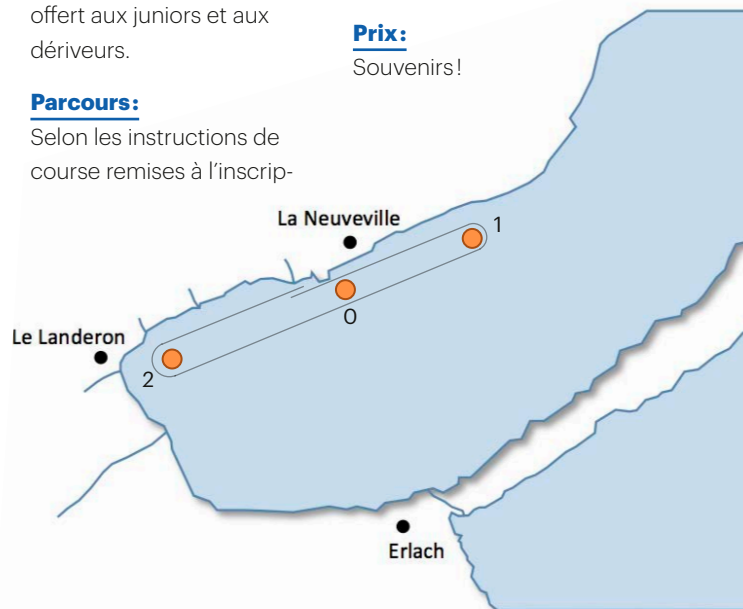 offert aux juniors et aux
dériveurs.
Parcours:
Selon les instructions de
course remises à l’inscrip-
Prix:
Souvenirs!
La Neuveville
1
0
Le Landeron
2
Erlach